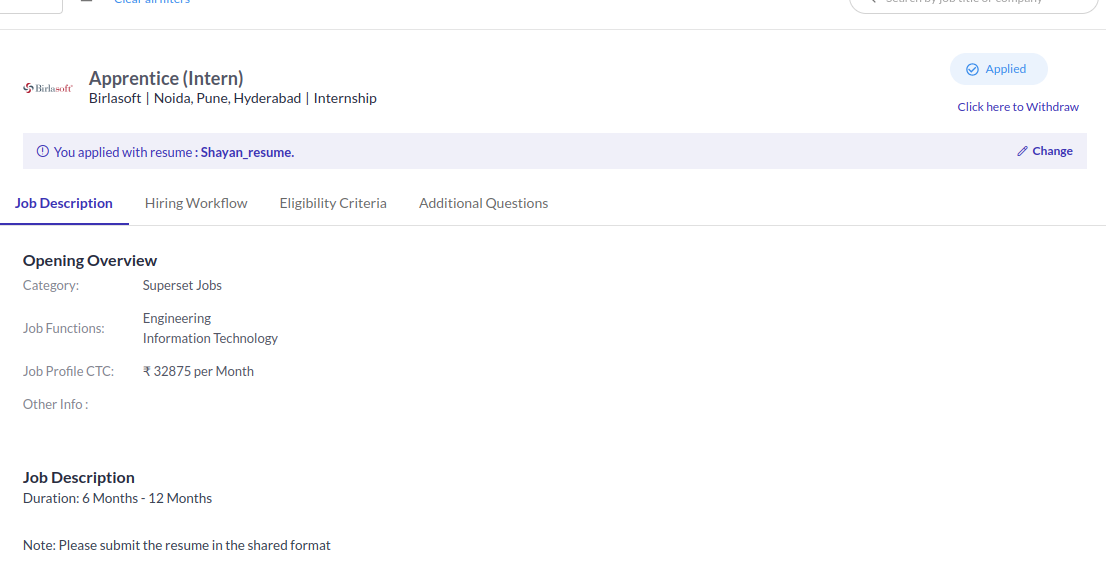 Clear all filters
Search by job title or company
Apprentice (Intern)
Birlasoft
Birlasoft | Noida, Pune, Hyderabad | Internship
Applied
Click here to Withdraw
You applied with resume : Shayan_resume.
Change
Job Description
Hiring Workflow
Eligibility Criteria
Additional Questions
Opening Overview
Category: Superset Jobs
Job Functions: Engineering
Information Technology
Job Profile CTC: ₹ 32875 per Month
Other Info :
Job Description
Duration: 6 Months - 12 Months
Note: Please submit the resume in the shared format